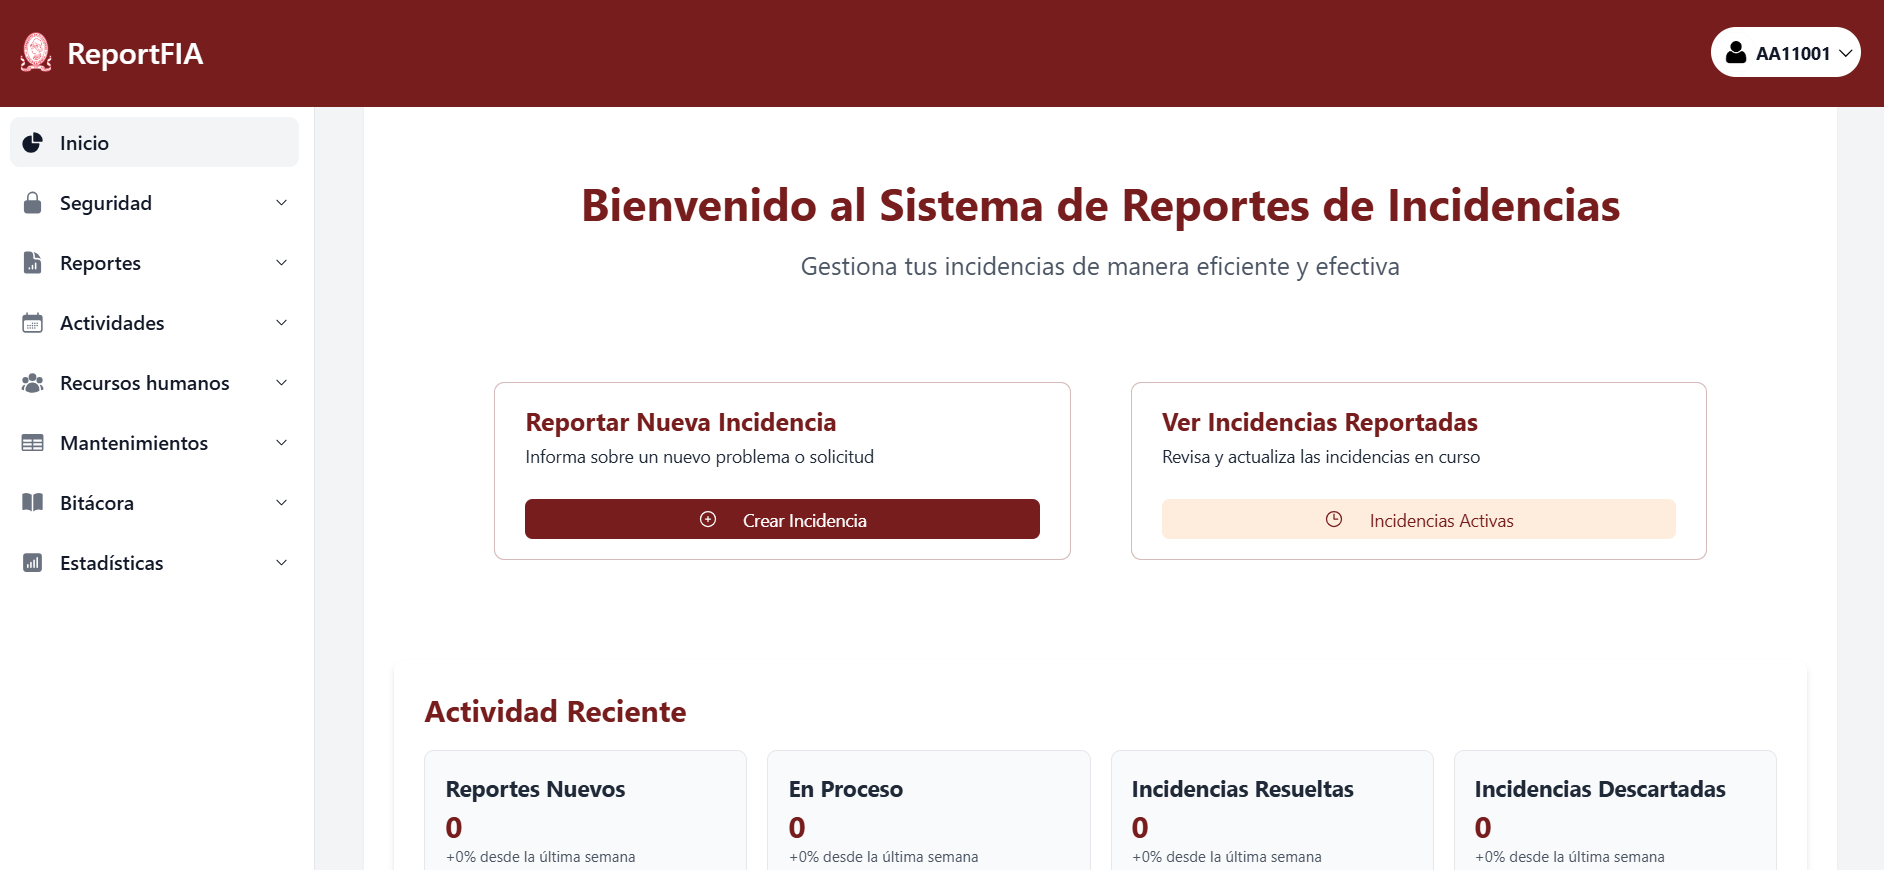 ReportFIA
AA11001
Inicio
Seguridad
Reportes
Actividades
Recursos humanos
Mantenimientos
Bitácora
Estadísticas
Bienvenido al Sistema de Reportes de Incidencias
Gestiona tus incidencias de manera eficiente y efectiva
Reportar Nueva Incidencia
Informa sobre un nuevo problema o solicitud
Crear Incidencia
Ver Incidencias Reportadas
Revisa y actualiza las incidencias en curso
Incidencias Activas
Actividad Reciente
Reportes Nuevos
0
+0% desde la última semana
En Proceso
0
+0% desde la última semana
Incidencias Resueltas
0
+0% desde la última semana
Incidencias Descartadas
0
+0% desde la última semana